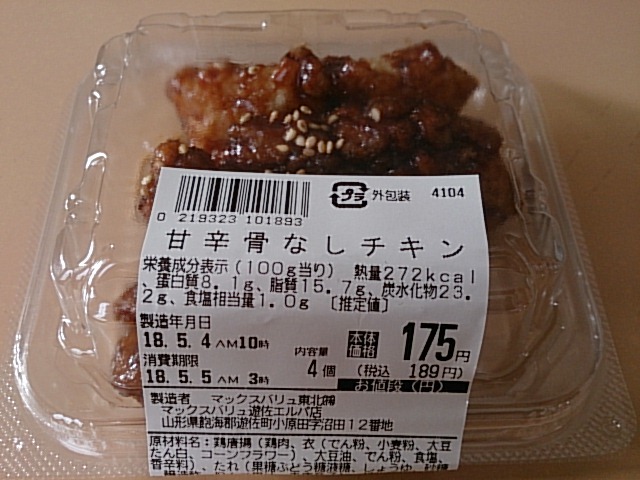 プラ 外包装 4104
0 219323 101893
甘辛骨なしチキン
栄養成分表示(100g当り) 熱量272kcal
、蛋白質8.1g、脂質15.7g、炭水化物23.
2g、食塩相当量1.0g [推定値]
製造年月日
18.5.4 AM10時
消費期限
18.5.5 AM 3時
内容量
4個
本体価格 175円
(税込 189円)
お値段(円)
製造者 マックスバリュ東北㈱
マックスバリュ遊佐エルパ店
山形県飽海郡遊佐町小原田字沼田12番地
原材料名:鶏唐揚(鶏肉、衣(でん粉、小麦粉、大豆
たん白、コーンフラワー)、大豆油、でん粉、食塩、
香辛料)、たれ(果糖ぶどう糖液糖、しょうゆ、砂糖